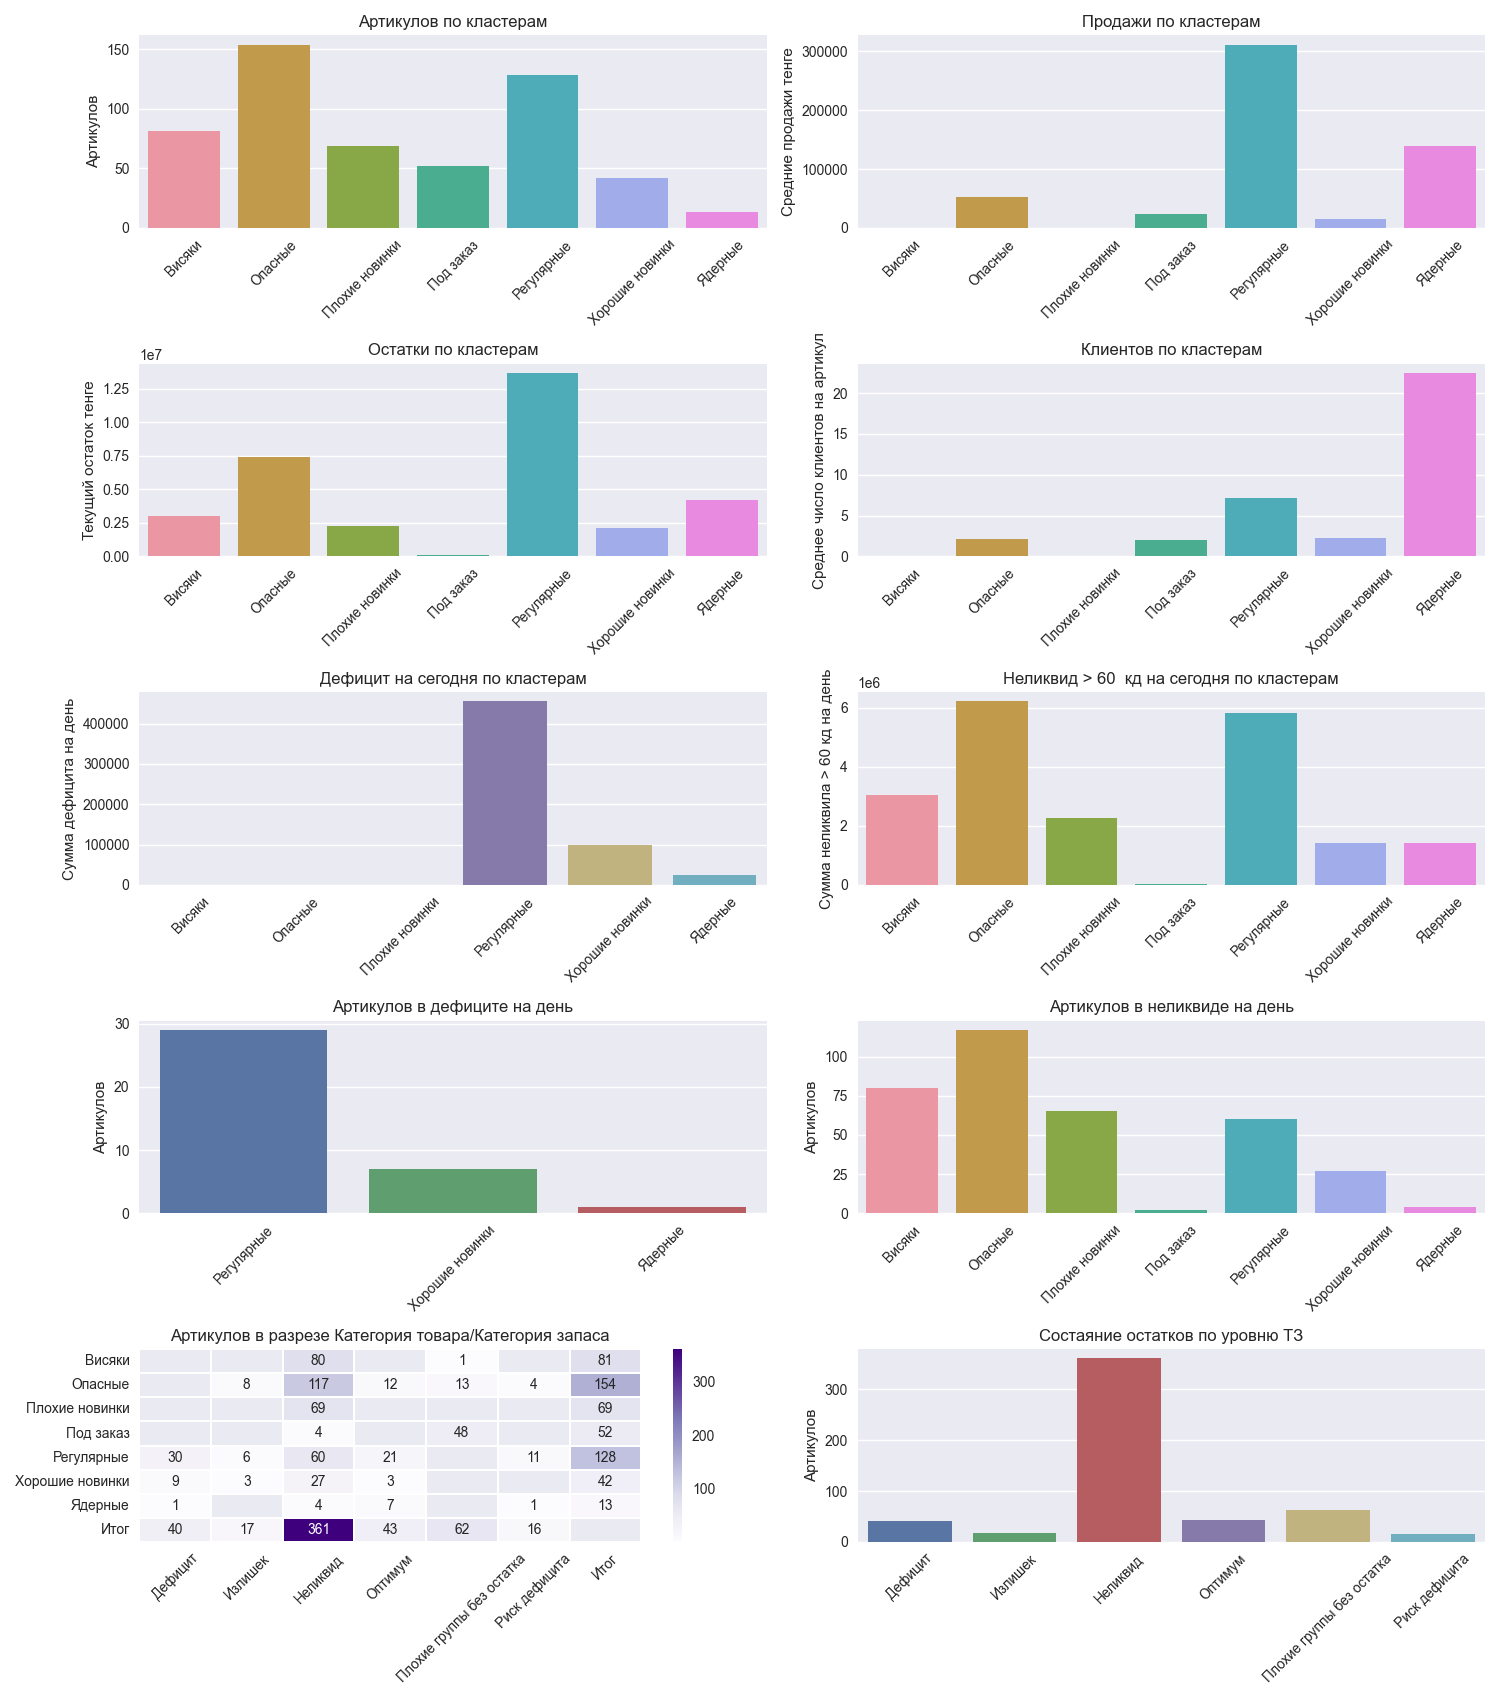 Артикулов по кластерам
Артикулов
150
100
50
0
Висяки
Опасные
Плохие новинки
Под заказ
Регулярные
Хорошие новинки
Ядерные
Продажи по кластерам
Средние продажи тенге
300000
200000
100000
0
Висяки
Опасные
Плохие новинки
Под заказ
Регулярные
Хорошие новинки
Ядерные
Остатки по кластерам
1e7
Текущий остаток тенге
1.25
1.00
0.75
0.50
0.25
0.00
Висяки
Опасные
Плохие новинки
Под заказ
Регулярные
Хорошие новинки
Ядерные
Клиентов по кластерам
Среднее число клиентов на артикул
20
15
10
5
0
Висяки
Опасные
Плохие новинки
Под заказ
Регулярные
Хорошие новинки
Ядерные
Дефицит на сегодня по кластерам
Сумма дефицита на день
400000
300000
200000
100000
0
Висяки
Опасные
Плохие новинки
Регулярные
Хорошие новинки
Ядерные
Неликвид > 60 кд на сегодня по кластерам
1e6
Сумма неликвила > 60 кд на день
6
4
2
0
Висяки
Опасные
Плохие новинки
Под заказ
Регулярные
Хорошие новинки
Ядерные
Артикулов в дефиците на день
Артикулов
30
20
10
0
Регулярные
Хорошие новинки
Ядерные
Артикулов в неликвиде на день
Артикулов
100
75
50
25
0
Висяки
Опасные
Плохие новинки
Под заказ
Регулярные
Хорошие новинки
Ядерные
Артикулов в разрезе Категория товара/Категория запаса
Висяки 80 1 81
Опасные 8 117 12 13 4 154
Плохие новинки 69 69
Под заказ 4 48 52
Регулярные 30 6 60 21 11 128
Хорошие новинки 9 3 27 3 42
Ядерные 1 4 7 1 13
Итог 40 17 361 43 62 16
Дефицит
Излишек
Неликвид
Оптимум
Плохие группы без остатка
Риск дефицита
Итог
300
200
100
Состаяние остатков по уровню ТЗ
Артикулов
300
200
100
0
Дефицит
Излишек
Неликвид
Оптимум
Плохие группы без остатка
Риск дефицита